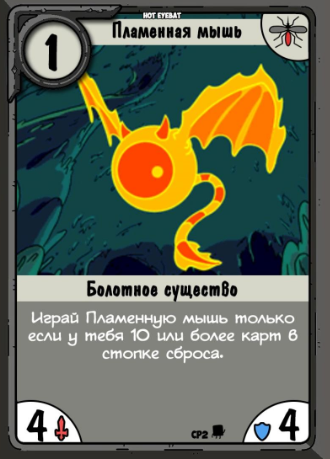 HOT EYEBAT
1
Пламенная мышь
Болотное существо
Играй Пламенную мышь только
если у тебя 10 или более карт в
стопке сброса.
4
CP2
4